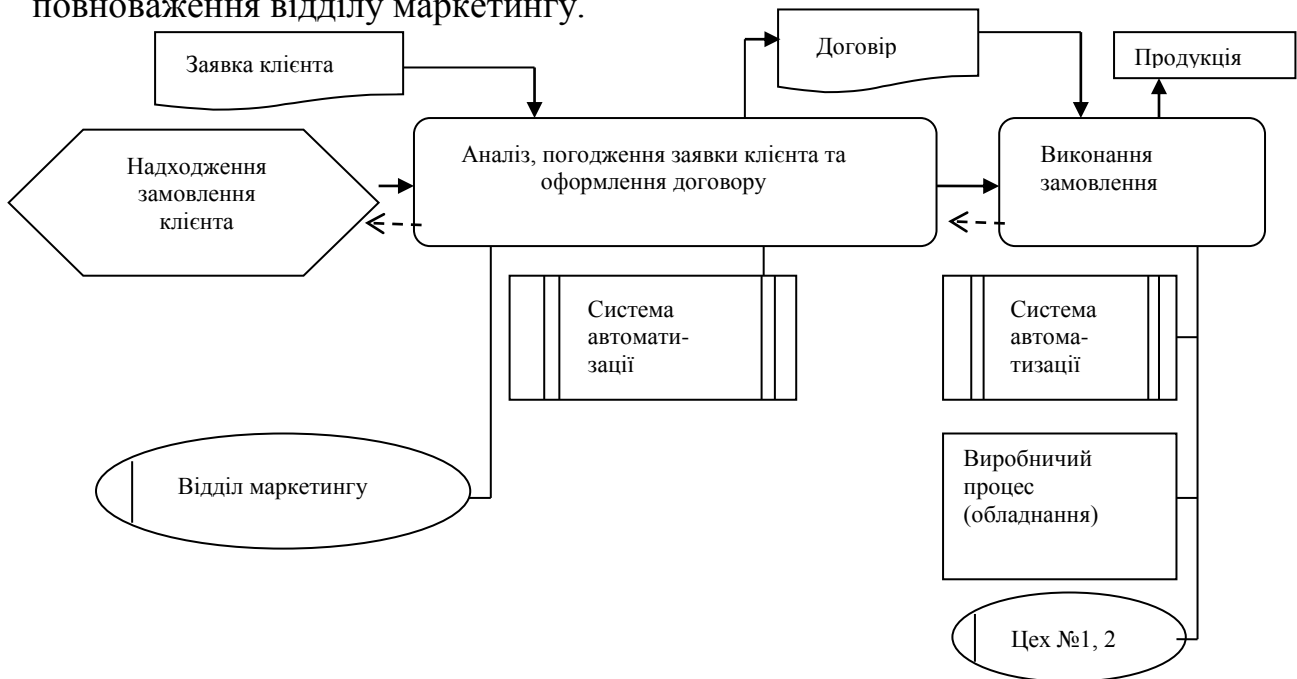 повноваження відділу маркетингу.
Заявка клієнта
Договір
Продукція
Надходження
замовлення
клієнта
Аналіз, погодження заявки клієнта та
оформлення договору
Виконання
замовлення
Система
автомати-
зації
Система
автома-
тизації
Відділ маркетингу
Виробничий
процес
(обладнання)
Цех №1, 2